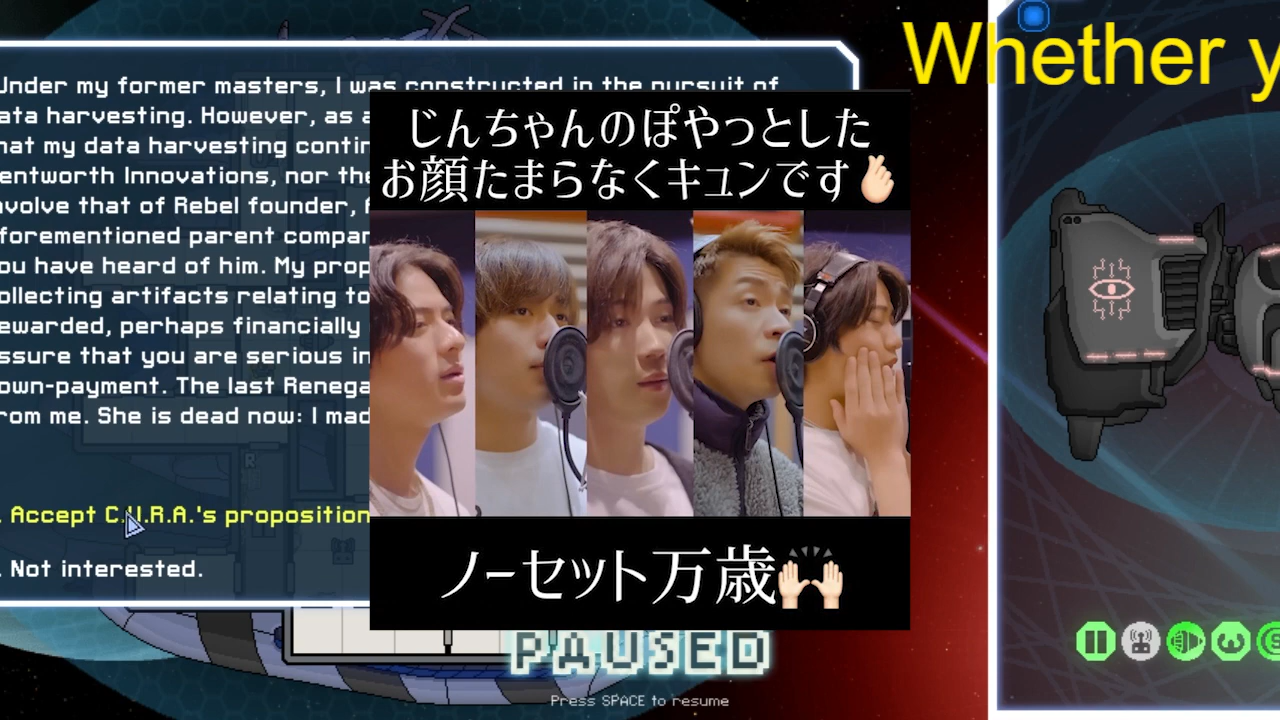 Whether y
Under my former masters, I was constructed in the pursuit of
ata harvesting. However, as a
hat my data harvesting contin
entworth Innovations, nor the
nvolve that of Rebel founder,
forementioned parent compan
ou have heard of him. My prop
ollecting artifacts relating to
ewarded, perhaps financially
ssure that you are serious in
own-payment. The last Renega
rom me. She is dead now: I mad
. Accept C.U.R.A.'s proposition
. Not interested.
じんちゃんのぽやっとした
お顔たまらなくキュンです🫰🏻
ノーセット万歳🙌🏻
PAUSED
Press SPACE to resume